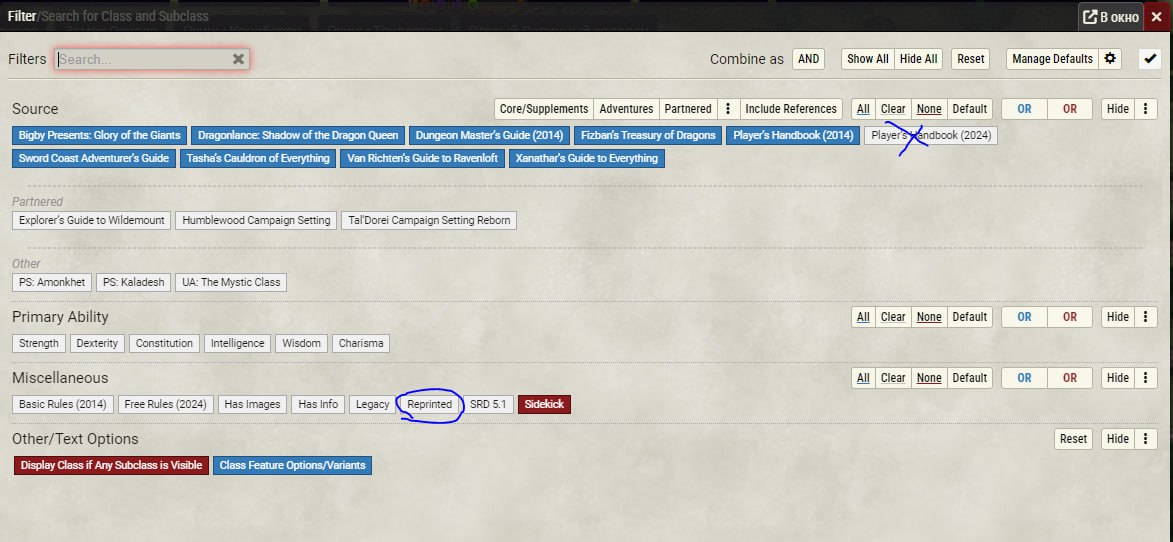 Filter/Search for Class and Subclass В окно
Filters Search... Combine as AND Show All Hide All Reset Manage Defaults
Source Core/Supplements Adventures Partnered Include References All Clear None Default OR OR Hide
Bigby Presents: Glory of the Giants Dragonlance: Shadow of the Dragon Queen Dungeon Master's Guide (2014) Fizban's Treasury of Dragons Player's Handbook (2014) Player's Handbook (2024)
Sword Coast Adventurer's Guide Tasha's Cauldron of Everything Van Richten's Guide to Ravenloft Xanathar's Guide to Everything
Partnered
Explorer's Guide to Wildemount Humblewood Campaign Setting Tal'Dorei Campaign Setting Reborn
Other
PS: Amonkhet PS: Kaladesh UA: The Mystic Class
Primary Ability All Clear None Default OR OR Hide
Strength Dexterity Constitution Intelligence Wisdom Charisma
Miscellaneous All Clear None Default OR OR Hide
Basic Rules (2014) Free Rules (2024) Has Images Has Info Legacy Reprinted SRD 5.1 Sidekick
Other/Text Options Reset Hide
Display Class if Any Subclass is Visible Class Feature Options/Variants